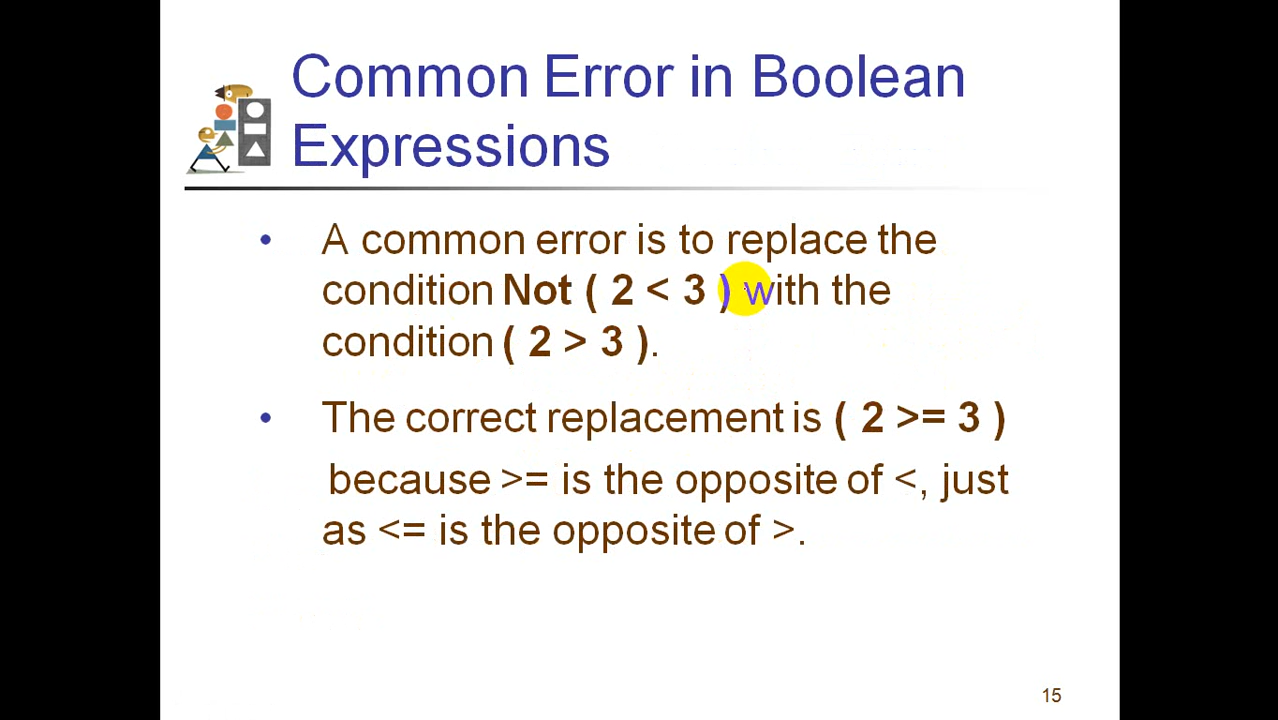 Common Error in Boolean
Expressions
• A common error is to replace the
condition Not ( 2 < 3 ) with the
condition ( 2 > 3 ).
• The correct replacement is ( 2 >= 3 )
because >= is the opposite of <, just
as <= is the opposite of >.
15